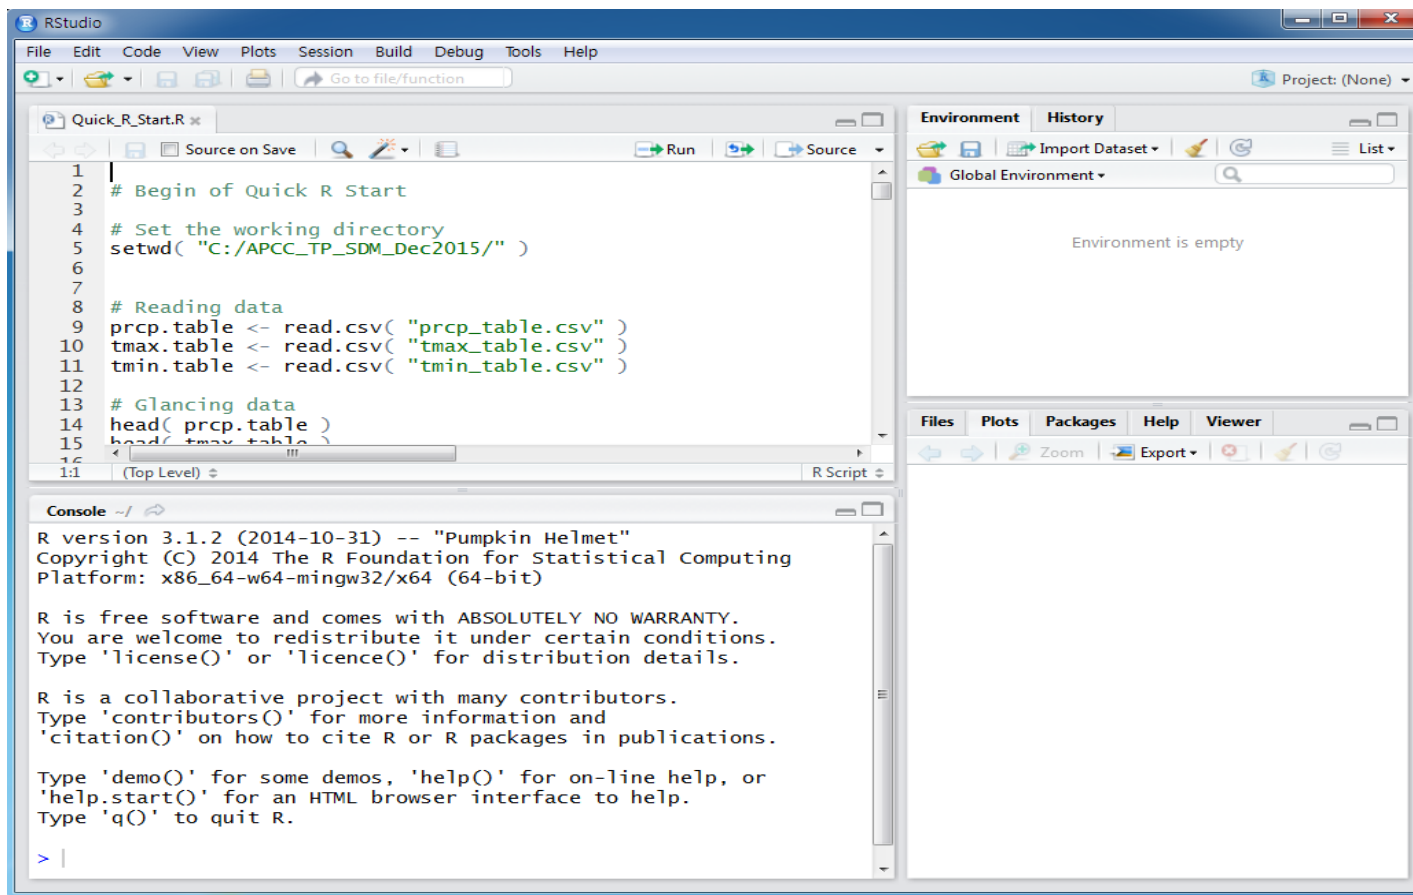 RStudio
File Edit Code View Plots Session Build Debug Tools Help
Go to file/function
Project: (None)
Quick_R_Start.R
Source on Save
Run
Source
1
2 # Begin of Quick R Start
3
4 # Set the working directory
5 setwd( "C:/APCC_TP_SDM_Dec2015/" )
6
7
8 # Reading data
9 prcp.table <- read.csv( "prcp_table.csv" )
10 tmax.table <- read.csv( "tmax_table.csv" )
11 tmin.table <- read.csv( "tmin_table.csv" )
12
13 # Glancing data
14 head( prcp.table )
15 head( tmax.table )
16
1:1 (Top Level) R Script
Console ~/
R version 3.1.2 (2014-10-31) -- "Pumpkin Helmet"
Copyright (C) 2014 The R Foundation for Statistical Computing
Platform: x86_64-w64-mingw32/x64 (64-bit)
R is free software and comes with ABSOLUTELY NO WARRANTY.
You are welcome to redistribute it under certain conditions.
Type 'license()' or 'licence()' for distribution details.
R is a collaborative project with many contributors.
Type 'contributors()' for more information and
'citation()' on how to cite R or R packages in publications.
Type 'demo()' for some demos, 'help()' for on-line help, or
'help.start()' for an HTML browser interface to help.
Type 'q()' to quit R.
>
Environment History
Import Dataset List
Global Environment
Environment is empty
Files Plots Packages Help Viewer
Zoom Export